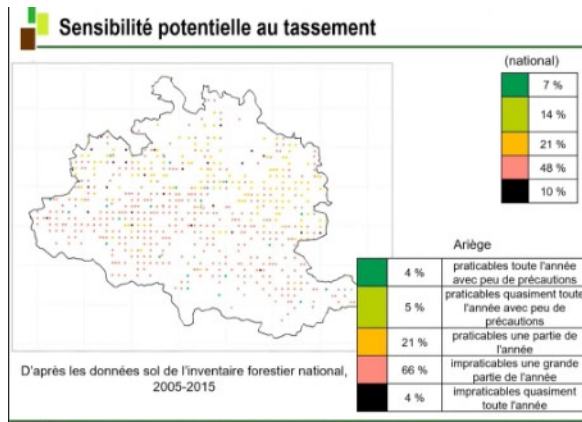 Sensibilité potentielle au tassement
(national)
7 %
14 %
21 %
48 %
10 %
Ariège
4 %
praticables toute l'année
avec peu de précautions
5 %
praticables quasiment toute
l'année avec peu de
précautions
21 %
praticables une partie de
l'année
66 %
impraticables une grande
partie de l'année
4 %
impraticables quasiment
toute l'année
D'après les données sol de l'inventaire forestier national,
2005-2015